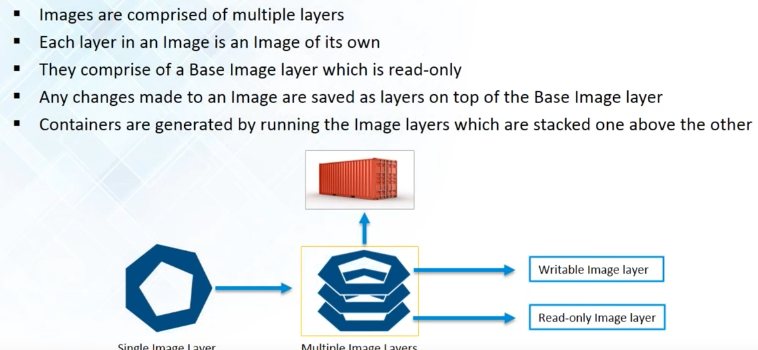 Images are comprised of multiple layers
Each layer in an Image is an Image of its own
They comprise of a Base Image layer which is read-only
Any changes made to an Image are saved as layers on top of the Base Image layer
Containers are generated by running the Image layers which are stacked one above the other
Writable Image layer
Read-only Image layer
Single Image Layer
Multiple Image Layers